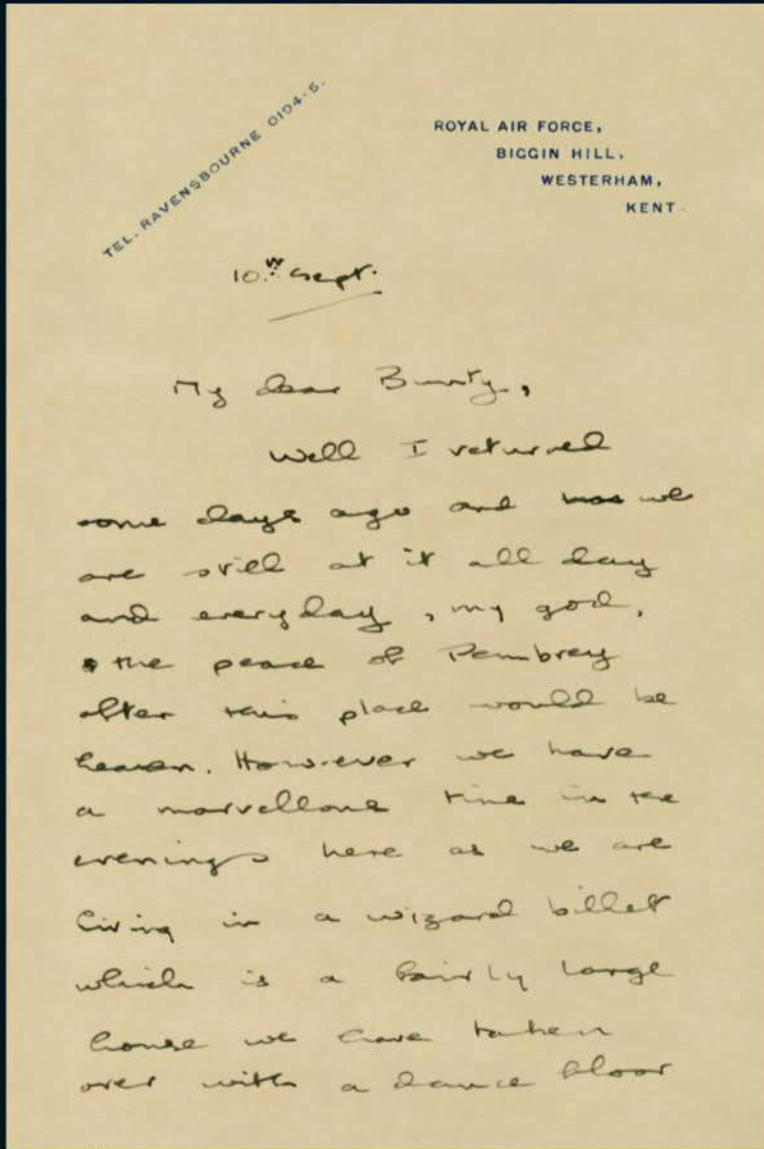 TEL. RAVENSBOURNE 0104-5.
ROYAL AIR FORCE,
BIGGIN HILL,
WESTERHAM,
KENT.
10th Sept.
My dear Bunty,
Well I returned
some days ago and we
are still at it all day
and everyday, my god,
the peace of Pembrey
after this place would be
heaven. However we have
a marvellous time in the
evenings here as we are
living in a wizard billet
which is a fairly large
house we have taken
over with a dance floor